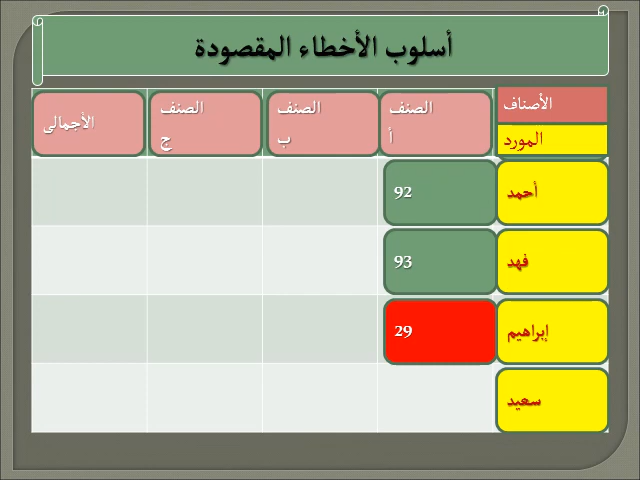 أسلوب الأخطاء المقصودة
الأصناف
المورد
الصنف
أ
الصنف
ب
الصنف
ج
الأجمالى
أحمد
92
فهد
93
إبراهيم
29
سعيد